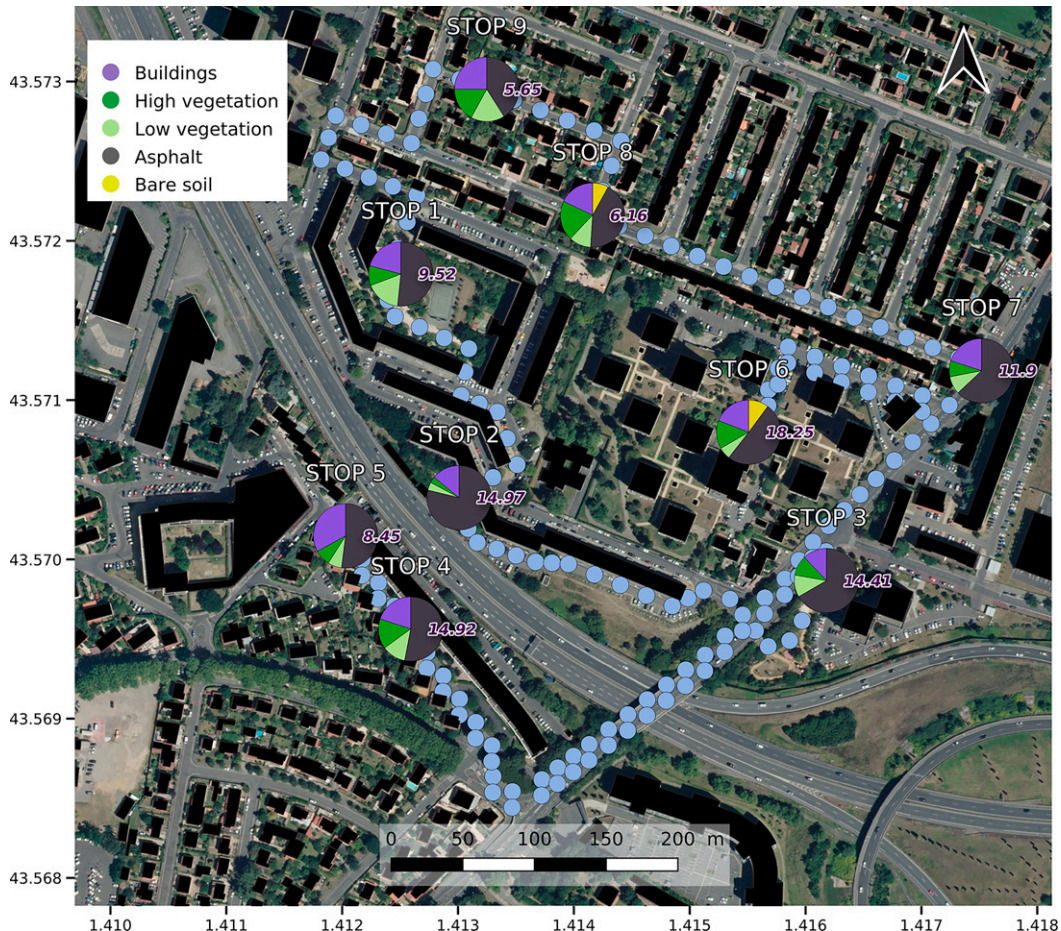 STOP 9
43.573
Buildings
High vegetation
Low vegetation
Asphalt
Bare soil
5.65
STOP 8
6.16
43.572
STOP 1
9.52
STOP 7
11.9
STOP 6
18.25
43.571
STOP 2
14.97
STOP 5
8.45
STOP 3
14.41
43.570
STOP 4
14.92
43.569
0 50 100 150 200 m
43.568
1.410 1.411 1.412 1.413 1.414 1.415 1.416 1.417 1.418